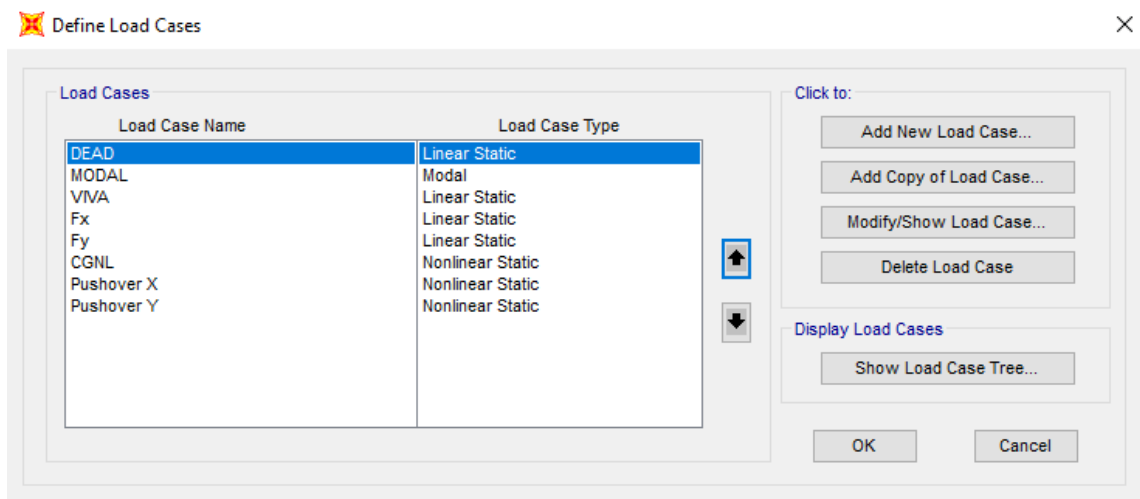 Define Load Cases
Load Cases
Load Case Name Load Case Type
DEAD Linear Static
MODAL Modal
VIVA Linear Static
Fx Linear Static
Fy Linear Static
CGNL Nonlinear Static
Pushover X Nonlinear Static
Pushover Y Nonlinear Static
Click to:
Add New Load Case...
Add Copy of Load Case...
Modify/Show Load Case...
Delete Load Case
Display Load Cases
Show Load Case Tree...
OK Cancel